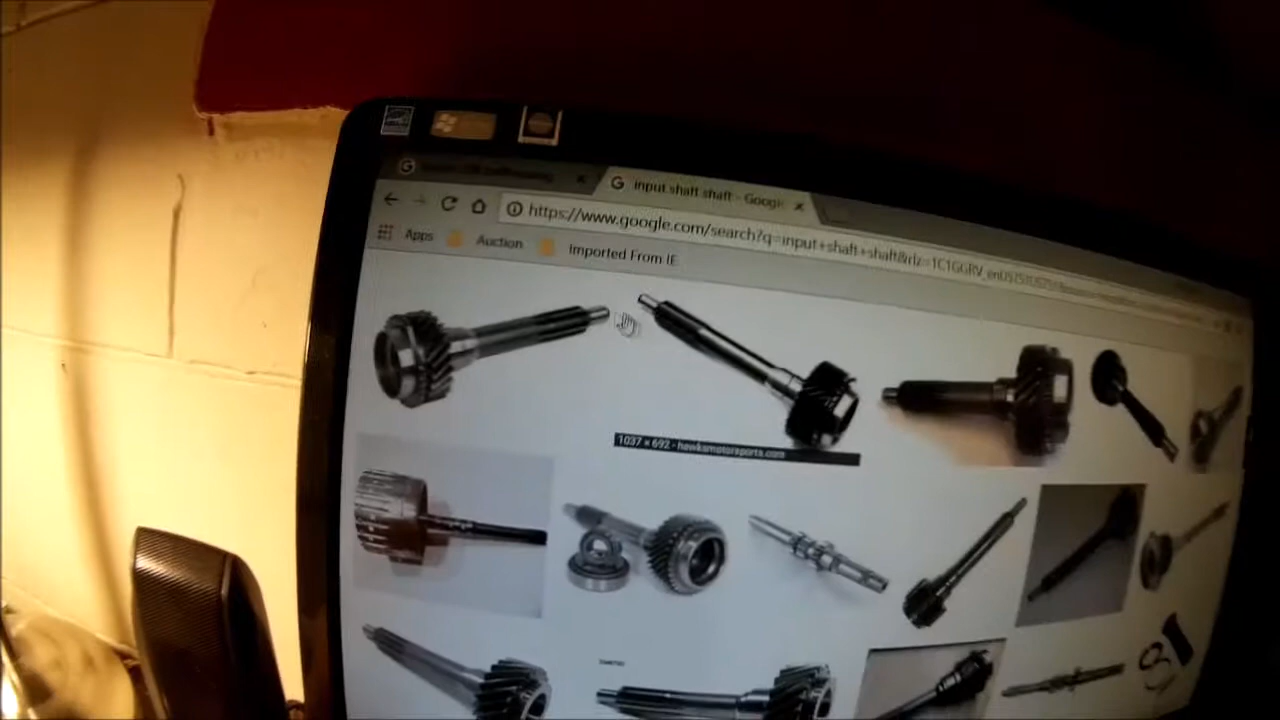 input shaft shaft - Googl
https://www.google.com/search?q=input+shaft+shaft&rlz=1C1GGRV_enUS
Apps Auction Imported From IE
1037 × 692 - hawksmotorsports.com